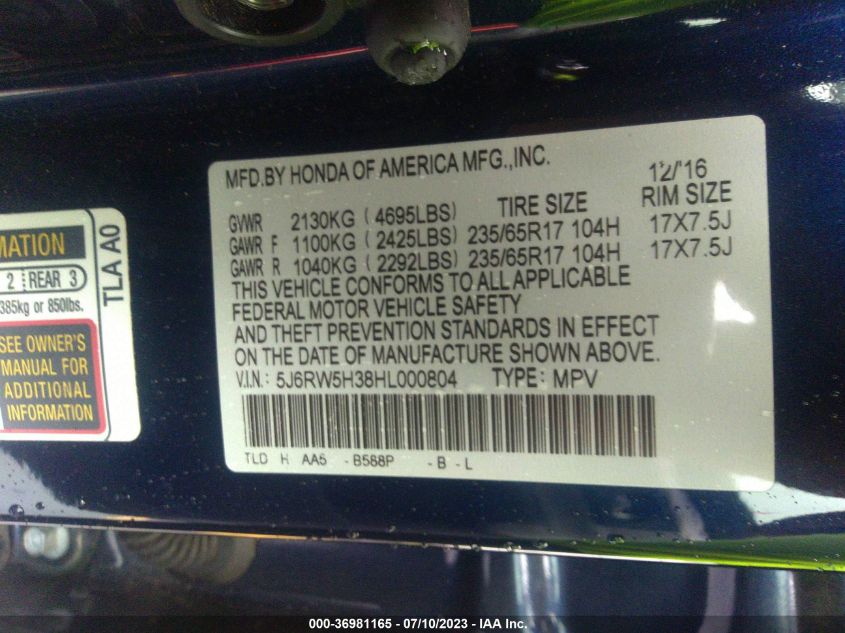 MFD.BY HONDA OF AMERICA MFG.,INC. 12/'16
GVWR 2130KG (4695LBS) TIRE SIZE RIM SIZE
GAWR F 1100KG (2425LBS) 235/65R17 104H 17X7.5J
GAWR R 1040KG (2292LBS) 235/65R17 104H 17X7.5J
THIS VEHICLE CONFORMS TO ALL APPLICABLE
FEDERAL MOTOR VEHICLE SAFETY
AND THEFT PREVENTION STANDARDS IN EFFECT
ON THE DATE OF MANUFACTURE SHOWN ABOVE.
V.I.N.: 5J6RW5H38HL000804 TYPE: MPV
TLD H AA5 -B588P -B-L
MATION
2 REAR 3
385kg or 850lbs.
SEE OWNER'S
MANUAL FOR
ADDITIONAL
INFORMATION
TLA A0
000-36981165 - 07/10/2023 - IAA Inc.